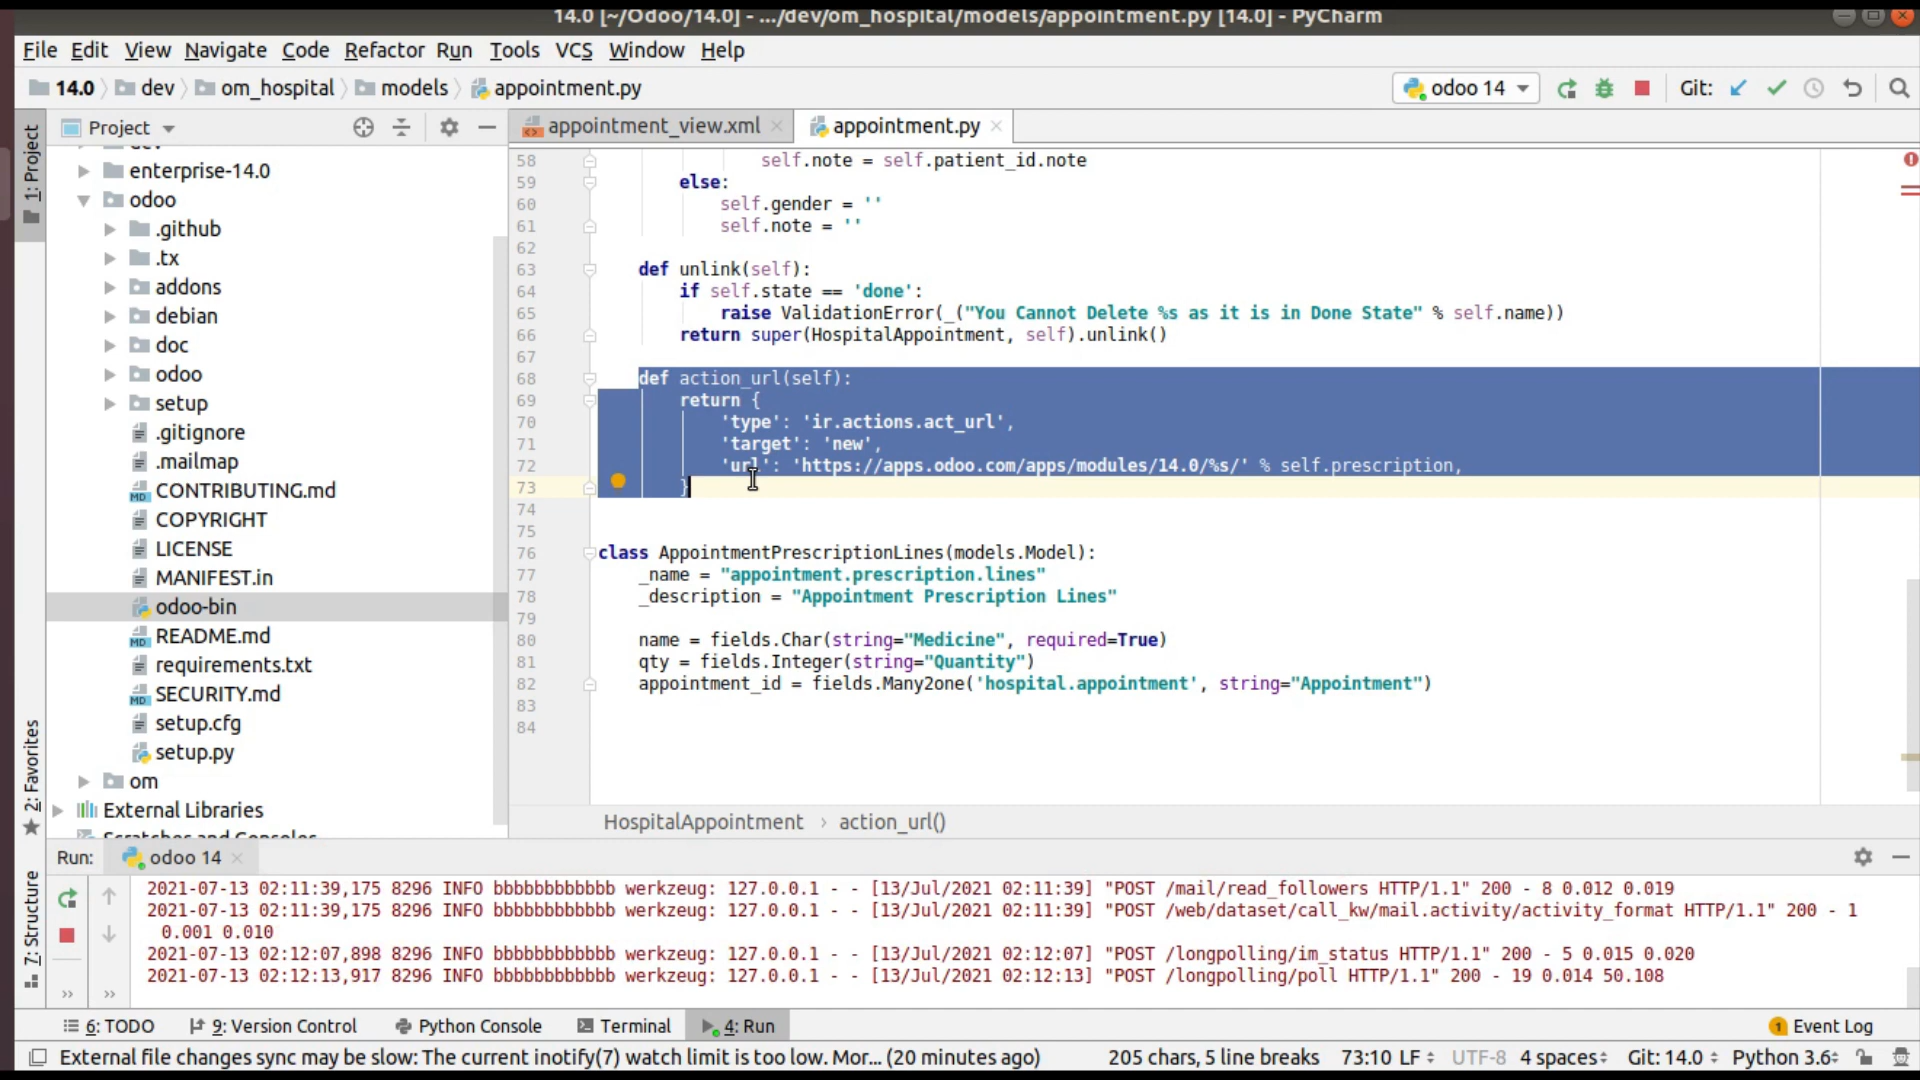 14.0 [~/Odoo/14.0] - .../dev/om_hospital/models/appointment.py [14.0] - PyCharm
File Edit View Navigate Code Refactor Run Tools VCS Window Help
14.0 dev om_hospital models appointment.py odoo 14 Git:
1: Project
Project
appointment_view.xml appointment.py
enterprise-14.0
odoo
.github
.tx
addons
debian
doc
odoo
setup
.gitignore
.mailmap
CONTRIBUTING.md
COPYRIGHT
LICENSE
MANIFEST.in
odoo-bin
README.md
requirements.txt
SECURITY.md
setup.cfg
setup.py
om
External Libraries
Scratches and Consoles
58 self.note = self.patient_id.note
59 else:
60 self.gender = ''
61 self.note = ''
62
63 def unlink(self):
64 if self.state == 'done':
65 raise ValidationError(_("You Cannot Delete %s as it is in Done State" % self.name))
66 return super(HospitalAppointment, self).unlink()
67
68 def action_url(self):
69 return {
70 'type': 'ir.actions.act_url',
71 'target': 'new',
72 'url': 'https://apps.odoo.com/apps/modules/14.0/%s/' % self.prescription,
73 }
74
75
76 class AppointmentPrescriptionLines(models.Model):
77 _name = "appointment.prescription.lines"
78 _description = "Appointment Prescription Lines"
79
80 name = fields.Char(string="Medicine", required=True)
81 qty = fields.Integer(string="Quantity")
82 appointment_id = fields.Many2one('hospital.appointment', string="Appointment")
83
84
HospitalAppointment › action_url()
2: Favorites
7: Structure
Run: odoo 14
2021-07-13 02:11:39,175 8296 INFO bbbbbbbbbbbb werkzeug: 127.0.0.1 - - [13/Jul/2021 02:11:39] "POST /mail/read_followers HTTP/1.1" 200 - 8 0.012 0.019
2021-07-13 02:11:39,175 8296 INFO bbbbbbbbbbbb werkzeug: 127.0.0.1 - - [13/Jul/2021 02:11:39] "POST /web/dataset/call_kw/mail.activity/activity_format HTTP/1.1" 200 - 1
0.001 0.010
2021-07-13 02:12:07,898 8296 INFO bbbbbbbbbbbb werkzeug: 127.0.0.1 - - [13/Jul/2021 02:12:07] "POST /longpolling/im_status HTTP/1.1" 200 - 5 0.015 0.020
2021-07-13 02:12:13,917 8296 INFO bbbbbbbbbbbb werkzeug: 127.0.0.1 - - [13/Jul/2021 02:12:13] "POST /longpolling/poll HTTP/1.1" 200 - 19 0.014 50.108
6: TODO 9: Version Control Python Console Terminal 4: Run 1 Event Log
External file changes sync may be slow: The current inotify(7) watch limit is too low. Mor... (20 minutes ago) 205 chars, 5 line breaks 73:10 LF UTF-8 4 spaces Git: 14.0 Python 3.6